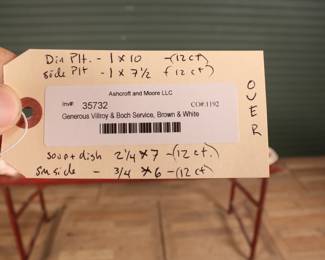 Din Plt. - 1 x 10 - (12 ct)
side Plt - 1 x 7 1/2 - (12 ct)
Ashcroft and Moore LLC
Inv# 35732 CO#:1192
Generous Villroy & Boch Service, Brown & White
soup + dish 2 1/4 x 7 - (12 ct.)
Sm side - 3/4 x 6 - (12 ct)
OVER